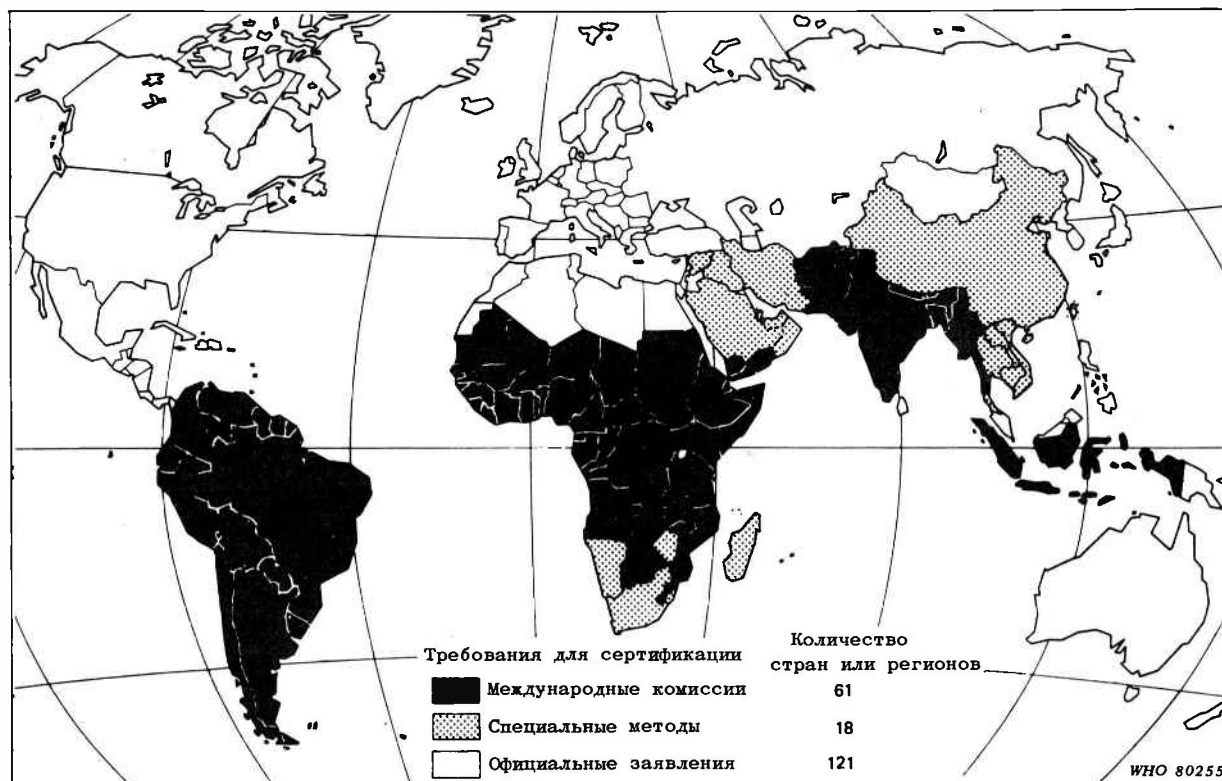 Требования для сертификации
Количество
стран или регионов
Международные комиссии 61
Специальные методы 18
Официальные заявления 121
WHO 80255